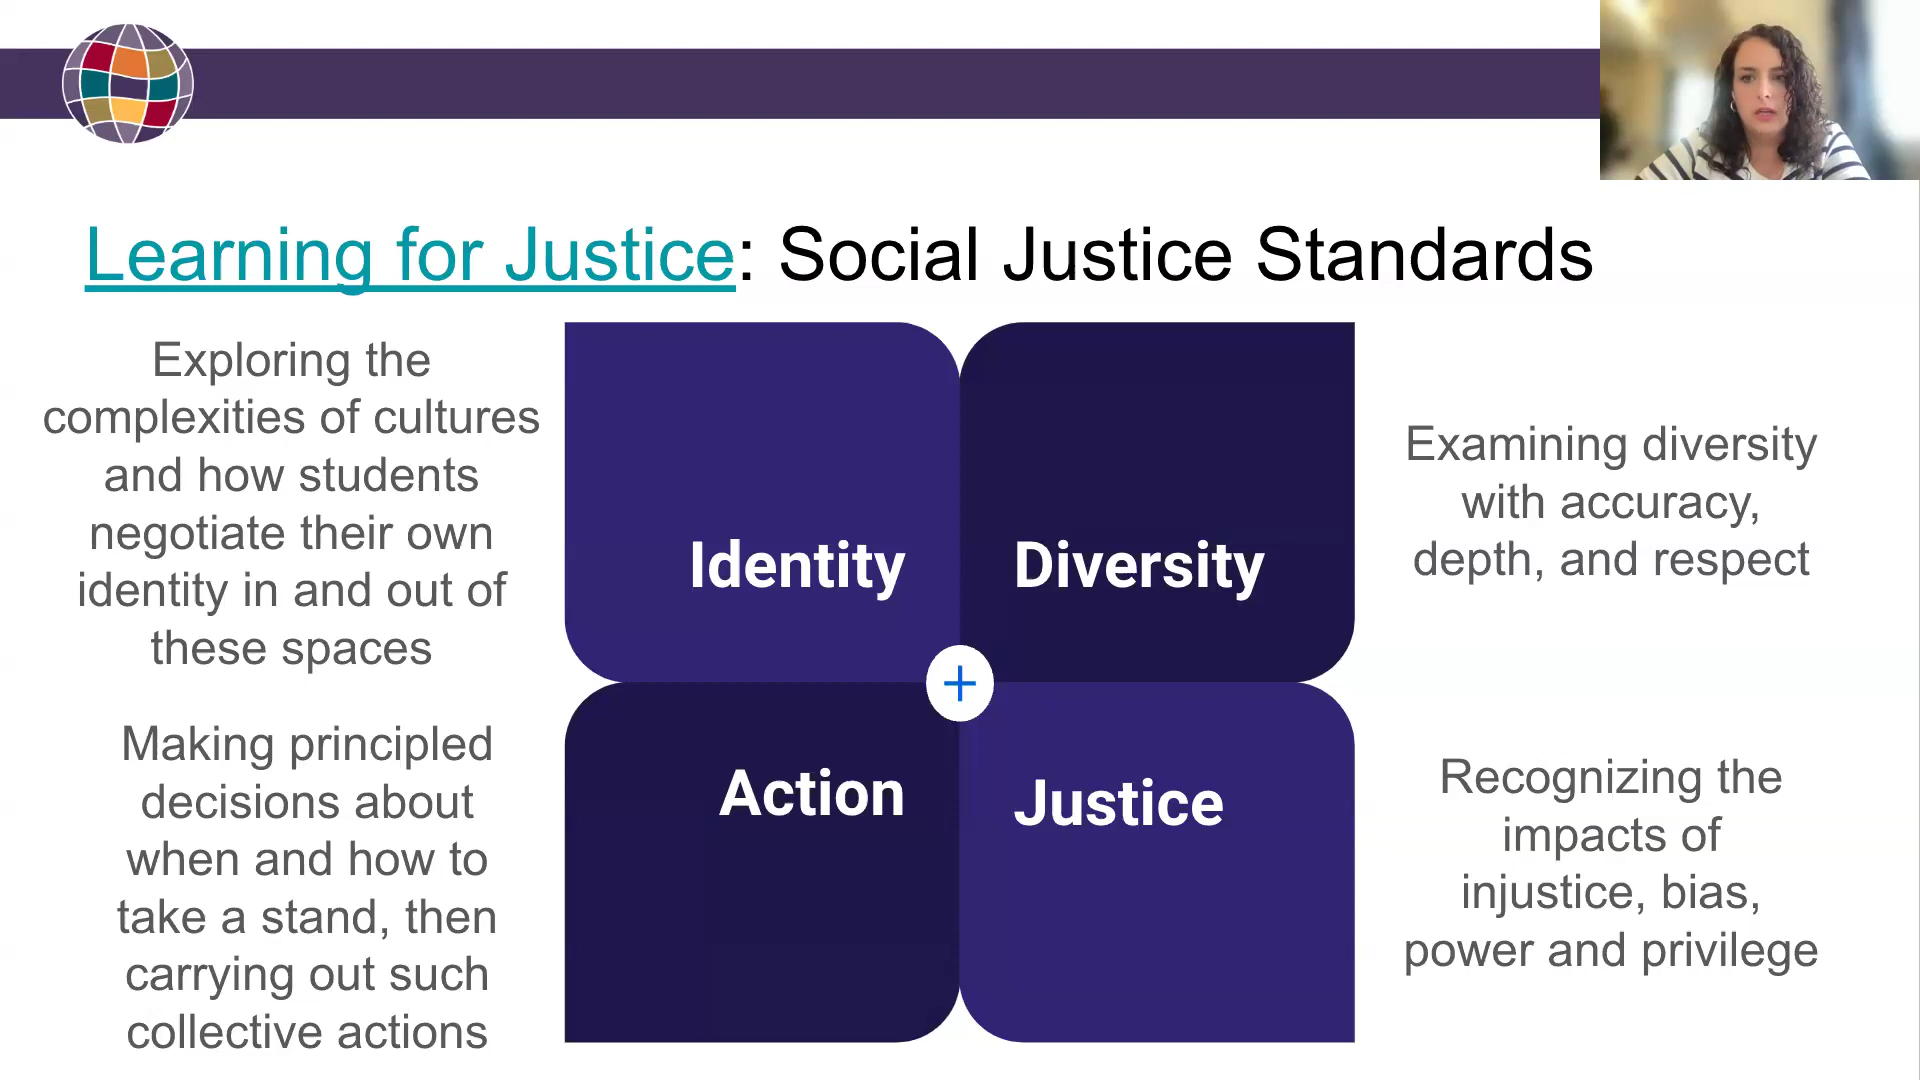 Learning for Justice: Social Justice Standards
Exploring the
complexities of cultures
and how students
negotiate their own
identity in and out of
these spaces
Identity
Diversity
Examining diversity
with accuracy,
depth, and respect
Making principled
decisions about
when and how to
take a stand, then
carrying out such
collective actions
Action
Justice
Recognizing the
impacts of
injustice, bias,
power and privilege